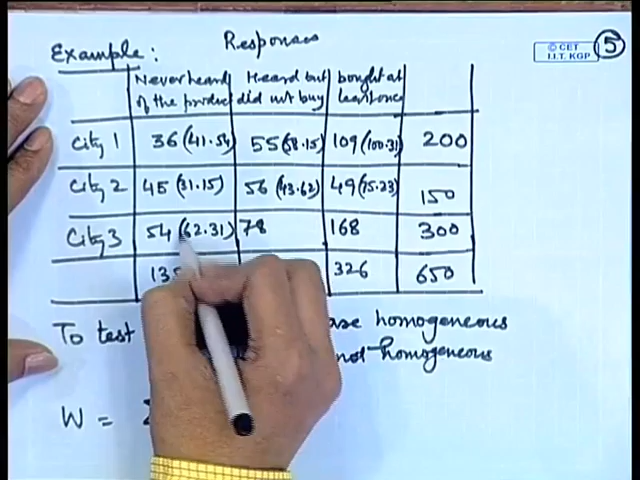 Example: Responses
© CET
I.I.T. KGP
5
Never heard of the product Heard but did not buy bought at least once
City 1 36 (41.54) 55 (58.15) 109 (100.31) 200
City 2 45 (31.15) 56 (43.62) 49 (75.23) 150
City 3 54 (62.31) 78 168 300
135 326 650
To test are homogeneous
not homogeneous
W =